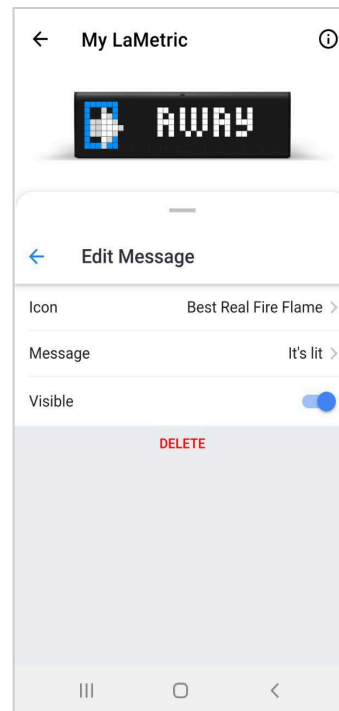 My LaMetric
AWAY
Edit Message
Icon Best Real Fire Flame
Message It's lit
Visible
DELETE